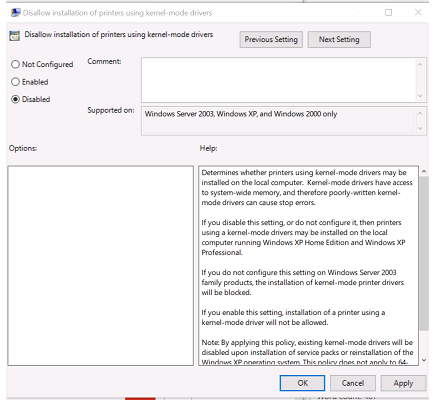 Disallow installation of printers using kernel-mode drivers
Disallow installation of printers using kernel-mode drivers
Previous Setting
Next Setting
Not Configured
Comment:
Enabled
Disabled
Supported on:
Windows Server 2003, Windows XP, and Windows 2000 only
Options:
Help:
Determines whether printers using kernel-mode drivers may be
installed on the local computer.  Kernel-mode drivers have access
to system-wide memory, and therefore poorly-written kernel-
mode drivers can cause stop errors.
If you disable this setting, or do not configure it, then printers
using a kernel-mode drivers may be installed on the local
computer running Windows XP Home Edition and Windows XP
Professional.
If you do not configure this setting on Windows Server 2003
family products, the installation of kernel-mode printer drivers
will be blocked.
If you enable this setting, installation of a printer using a
kernel-mode driver will not be allowed.
Note: By applying this policy, existing kernel-mode drivers will be
disabled upon installation of service packs or reinstallation of the
Windows XP operating system. This policy does not apply to 64-
OK
Cancel
Apply